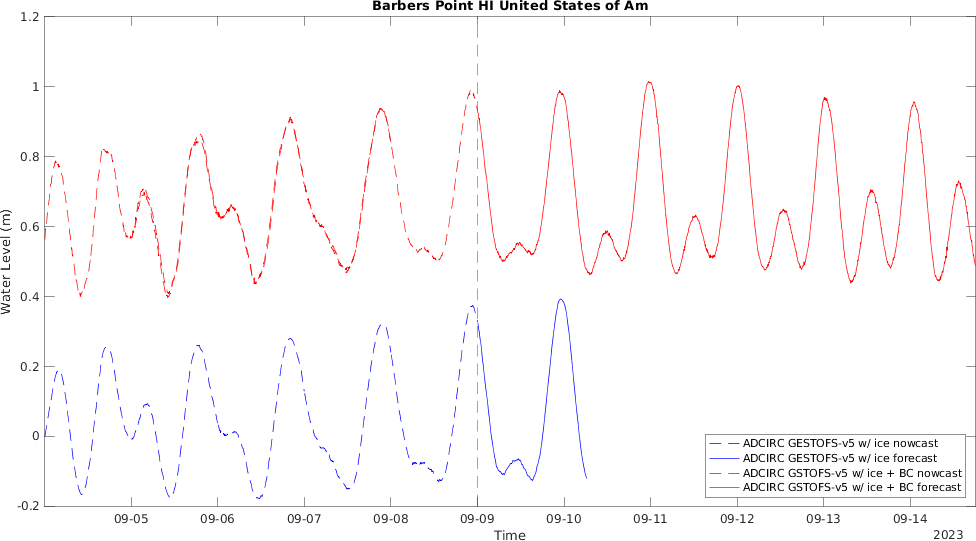 Barbers Point HI United States of Am
1.2
1
0.8
0.6
0.4
0.2
0
-0.2
Water Level (m)
ADCIRC GESTOFS-v5 w/ ice nowcast
ADCIRC GESTOFS-v5 w/ ice forecast
ADCIRC GSTOFS-v5 w/ ice + BC nowcast
ADCIRC GSTOFS-v5 w/ ice + BC forecast
09-05 09-06 09-07 09-08 09-09 09-10 09-11 09-12 09-13 09-14
Time
2023